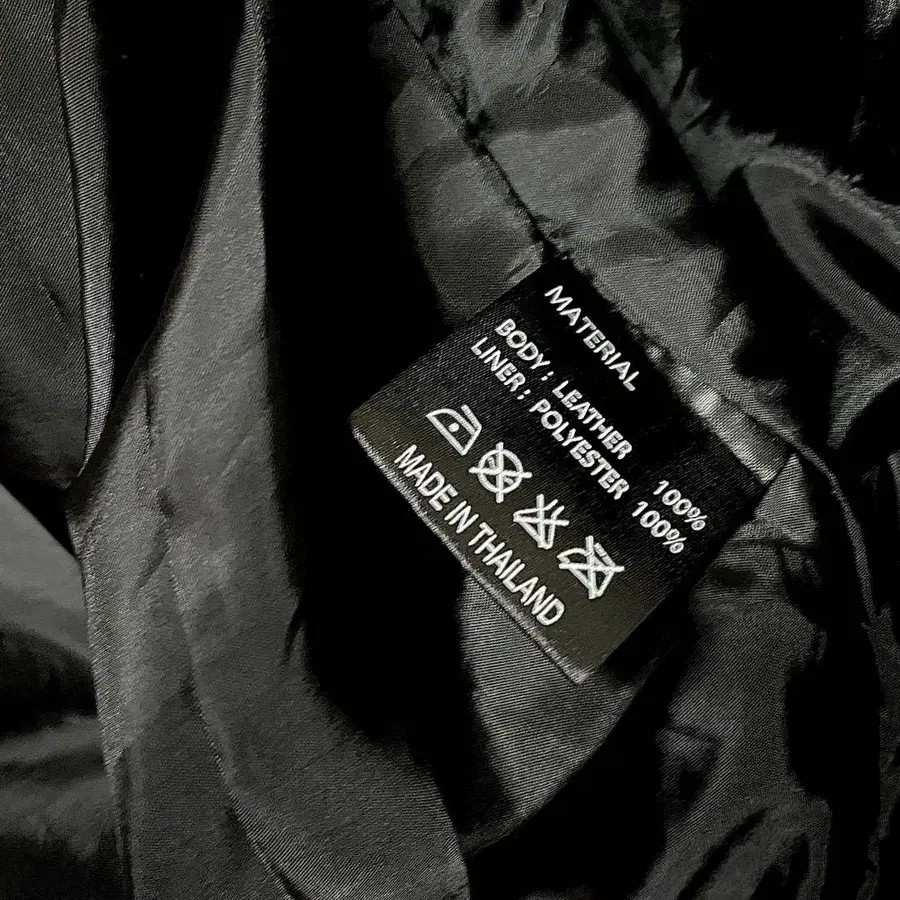 MATERIAL
BODY : LEATHER 100%
LINER : POLYESTER 100%
MADE IN THAILAND